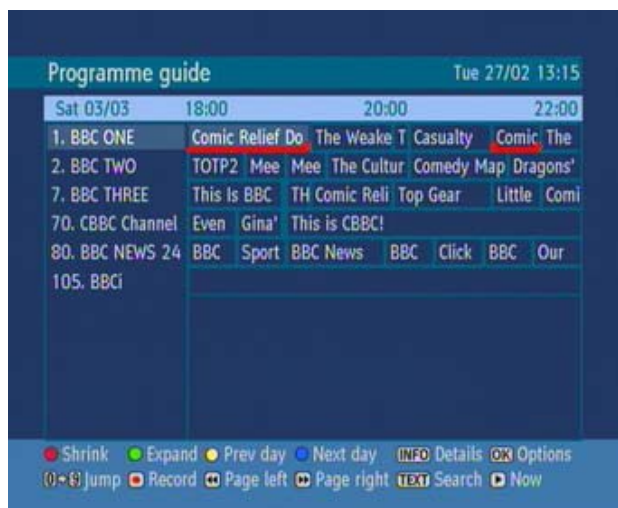 Programme guide Tue 27/02 13:15
Sat 03/03 18:00 20:00 22:00
1. BBC ONE Comic Relief Do The Weake T Casualty Comic The
2. BBC TWO TOTP2 Mee Mee The Cultur Comedy Map Dragons'
7. BBC THREE This Is BBC TH Comic Reli Top Gear Little Comi
70. CBBC Channel Even Gina' This is CBBC!
80. BBC NEWS 24 BBC Sport BBC News BBC Click BBC Our
105. BBCi
Shrink Expand Prev day Next day INFO Details OK Options
0-9 Jump Record Page left Page right TEXT Search Now